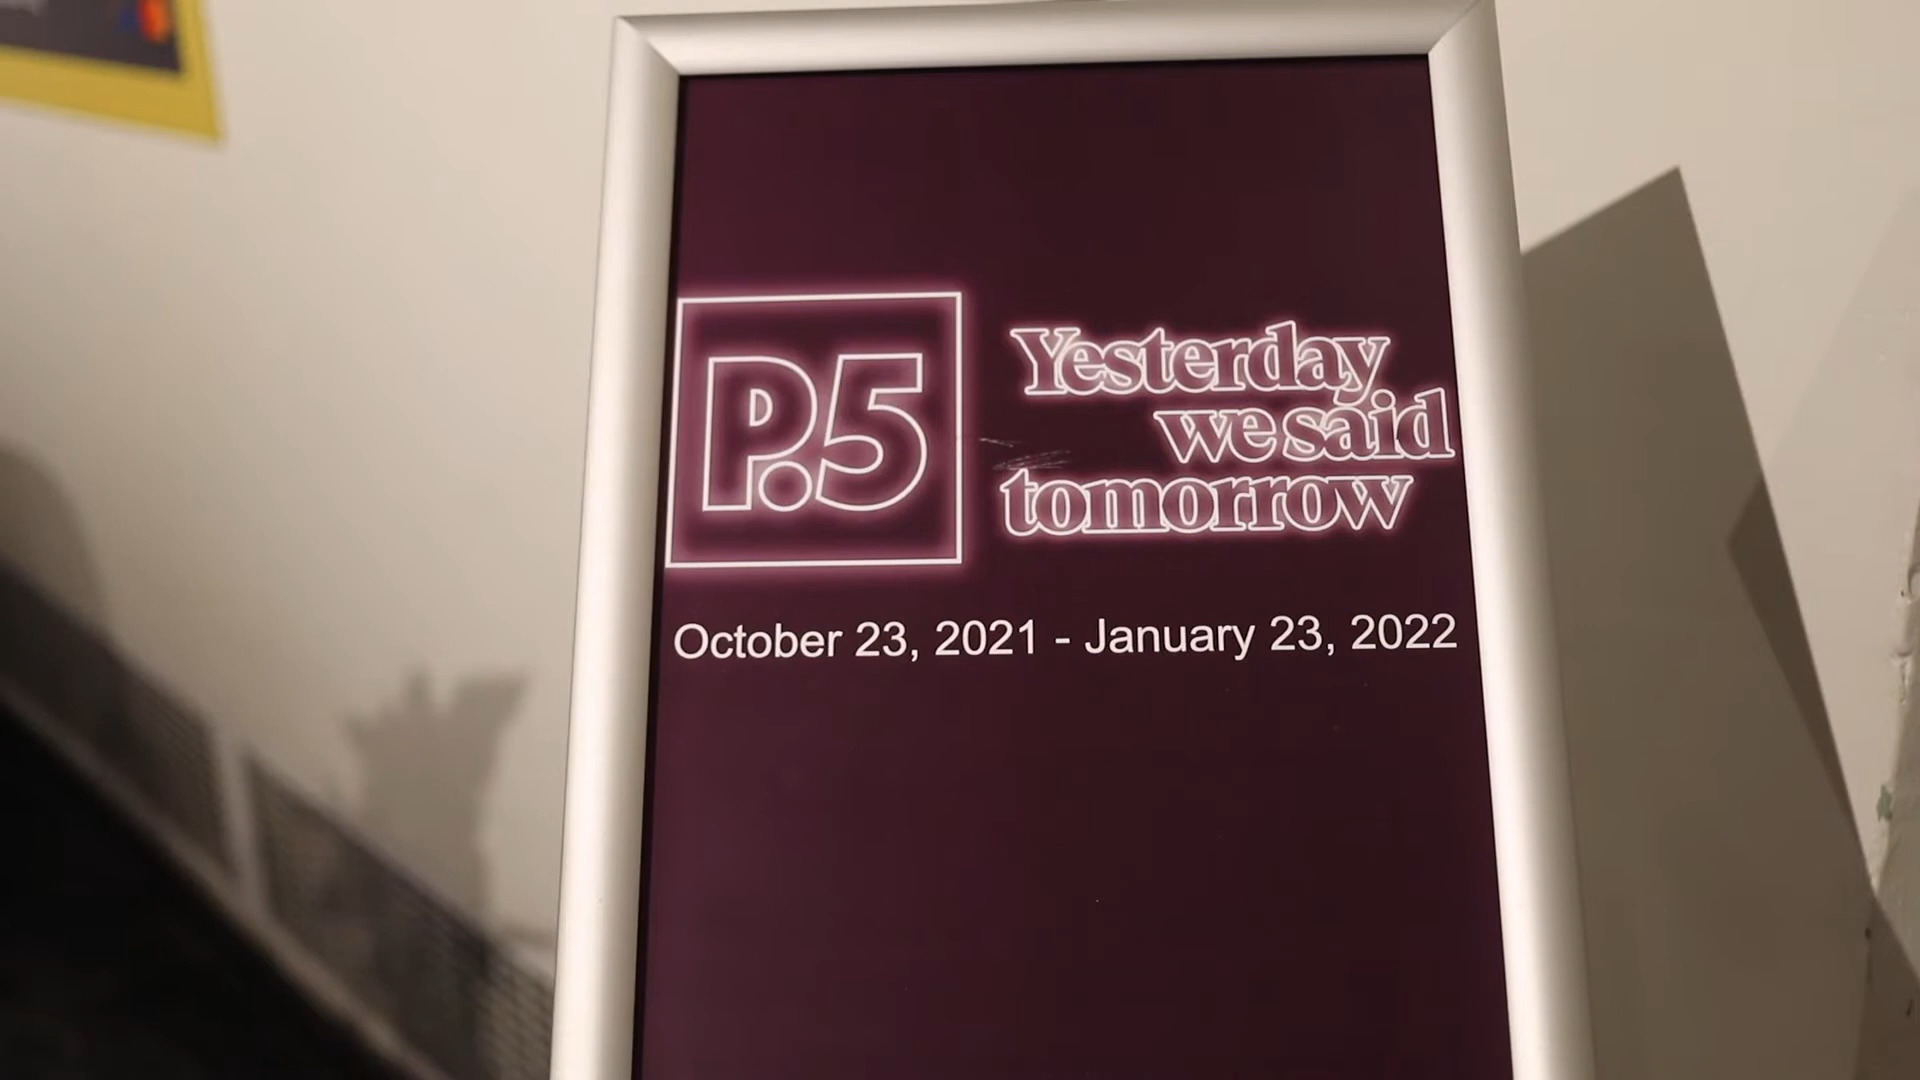 P.5
Yesterday
we said
tomorrow
October 23, 2021 - January 23, 2022